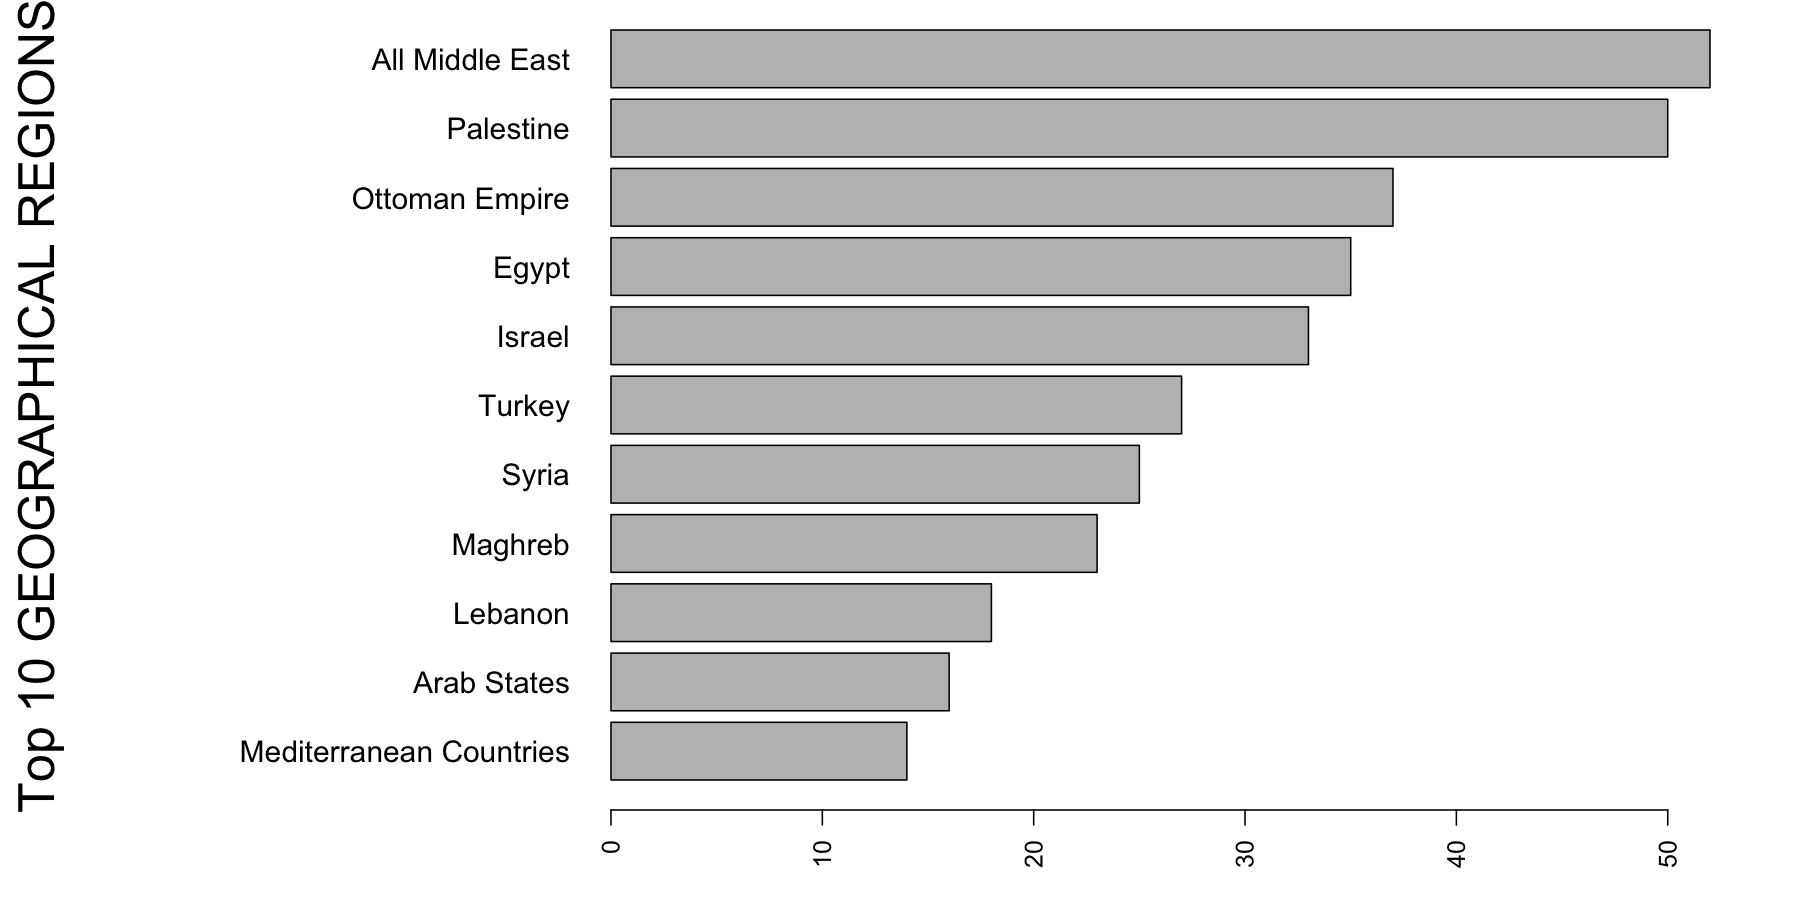 Top 10 GEOGRAPHICAL REGIONS
All Middle East
Palestine
Ottoman Empire
Egypt
Israel
Turkey
Syria
Maghreb
Lebanon
Arab States
Mediterranean Countries
0 10 20 30 40 50